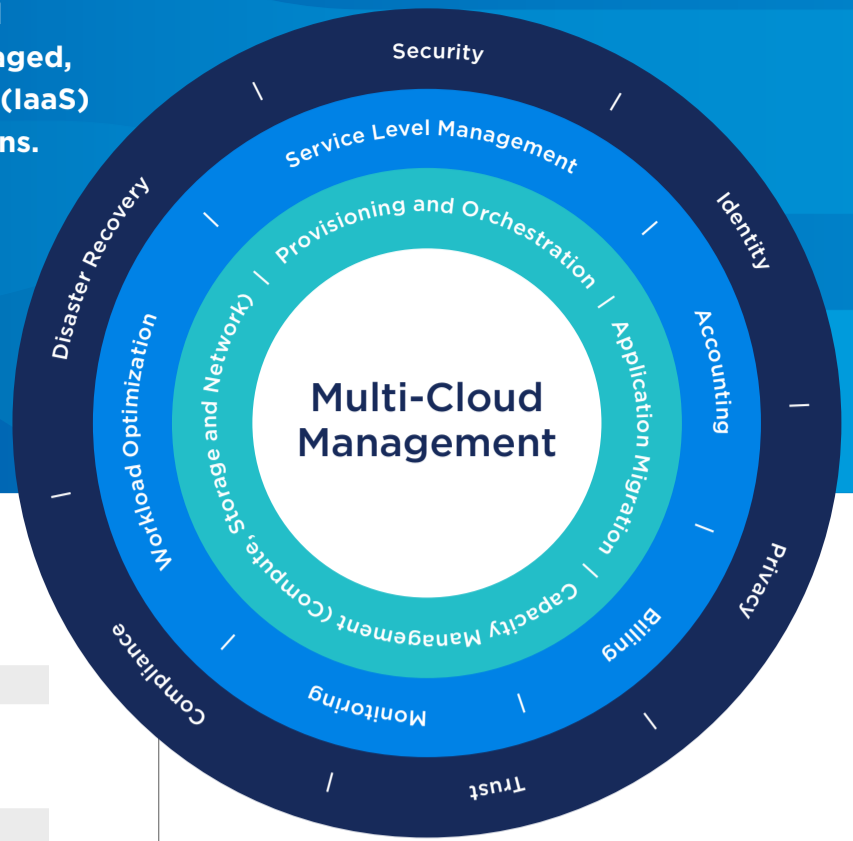 aged,
(IaaS)
ns.
Security
Identity
Privacy
Trust
Compliance
Disaster Recovery
Service Level Management
Accounting
Billing
Monitoring
Workload Optimization
Provisioning and Orchestration
Application Migration
Capacity Management (Compute, Storage and Network)
Multi-Cloud
Management